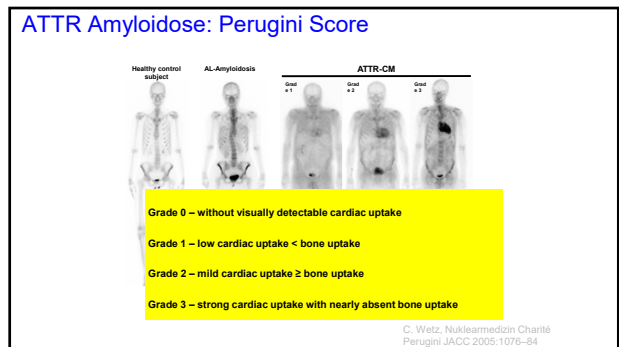 ATTR Amyloidose: Perugini Score
Healthy control
subject
AL-Amyloidosis
ATTR-CM
Grad
e 1
Grad
e 2
Grad
e 3
Grade 0 – without visually detectable cardiac uptake
Grade 1 – low cardiac uptake < bone uptake
Grade 2 – mild cardiac uptake ≥ bone uptake
Grade 3 – strong cardiac uptake with nearly absent bone uptake
C. Wetz, Nuklearmedizin Charité
Perugini JACC 2005:1076–84